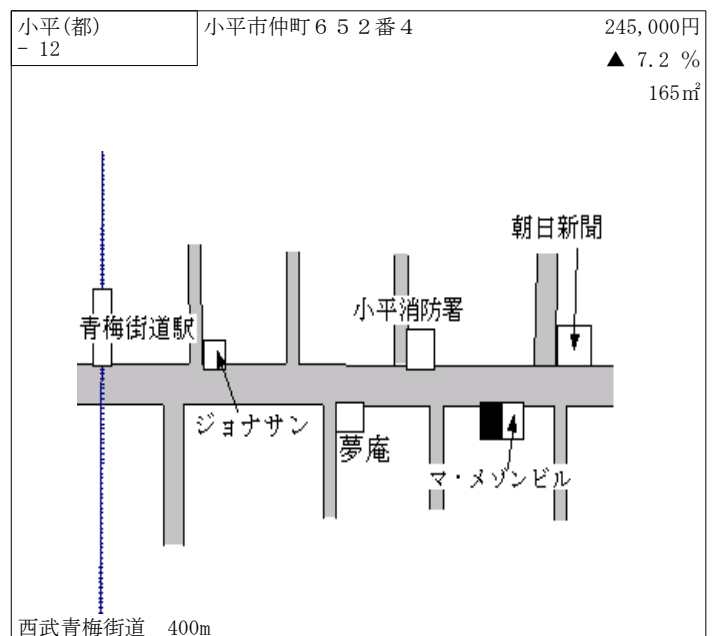 小平(都)
- 12
小平市仲町６５２番４
245,000円
▲ 7.2 %
165㎡
朝日新聞
小平消防署
青梅街道駅
ジョナサン
夢庵
マ・メゾンビル
西武青梅街道　400m